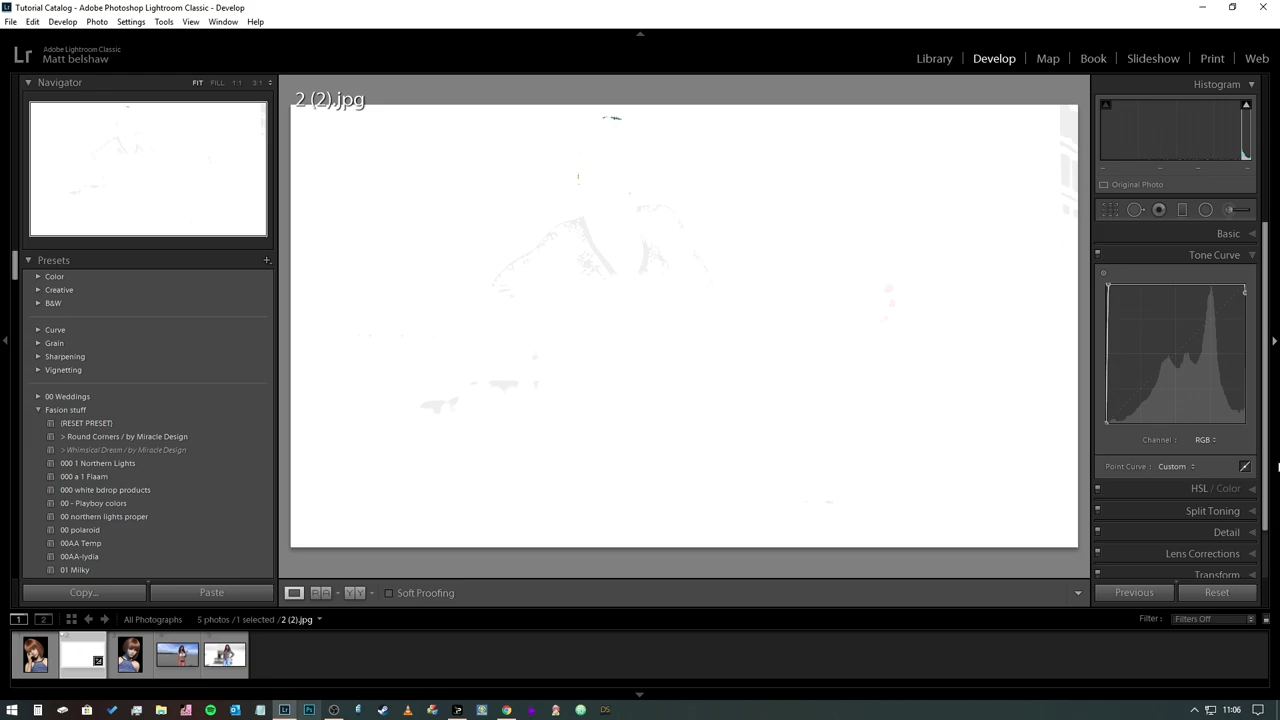 Tutorial Catalog - Adobe Photoshop Lightroom Classic - Develop
File Edit Develop Photo Settings Tools View Window Help
Lr
Adobe Lightroom Classic
Matt belshaw
Library | Develop | Map | Book | Slideshow | Print | Web
Navigator FIT FILL 1:1 3:1
2 (2).jpg
Histogram
Original Photo
Basic
Tone Curve
Channel : RGB
Point Curve : Custom
HSL / Color
Split Toning
Detail
Lens Corrections
Transform
Presets
Color
Creative
B&W
Curve
Grain
Sharpening
Vignetting
00 Weddings
Fasion stuff
(RESET PRESET)
> Round Corners / by Miracle Design
> Whimsical Dream / by Miracle Design
000 1 Northern Lights
000 a 1 Flaam
000 white bdrop products
00 - Playboy colors
00 northern lights proper
00 polaroid
00AA Temp
00AA-lydia
01 Milky
Copy... Paste
Soft Proofing
Previous Reset
1 2 All Photographs 5 photos / 1 selected / 2 (2).jpg Filter : Filters Off
11:06